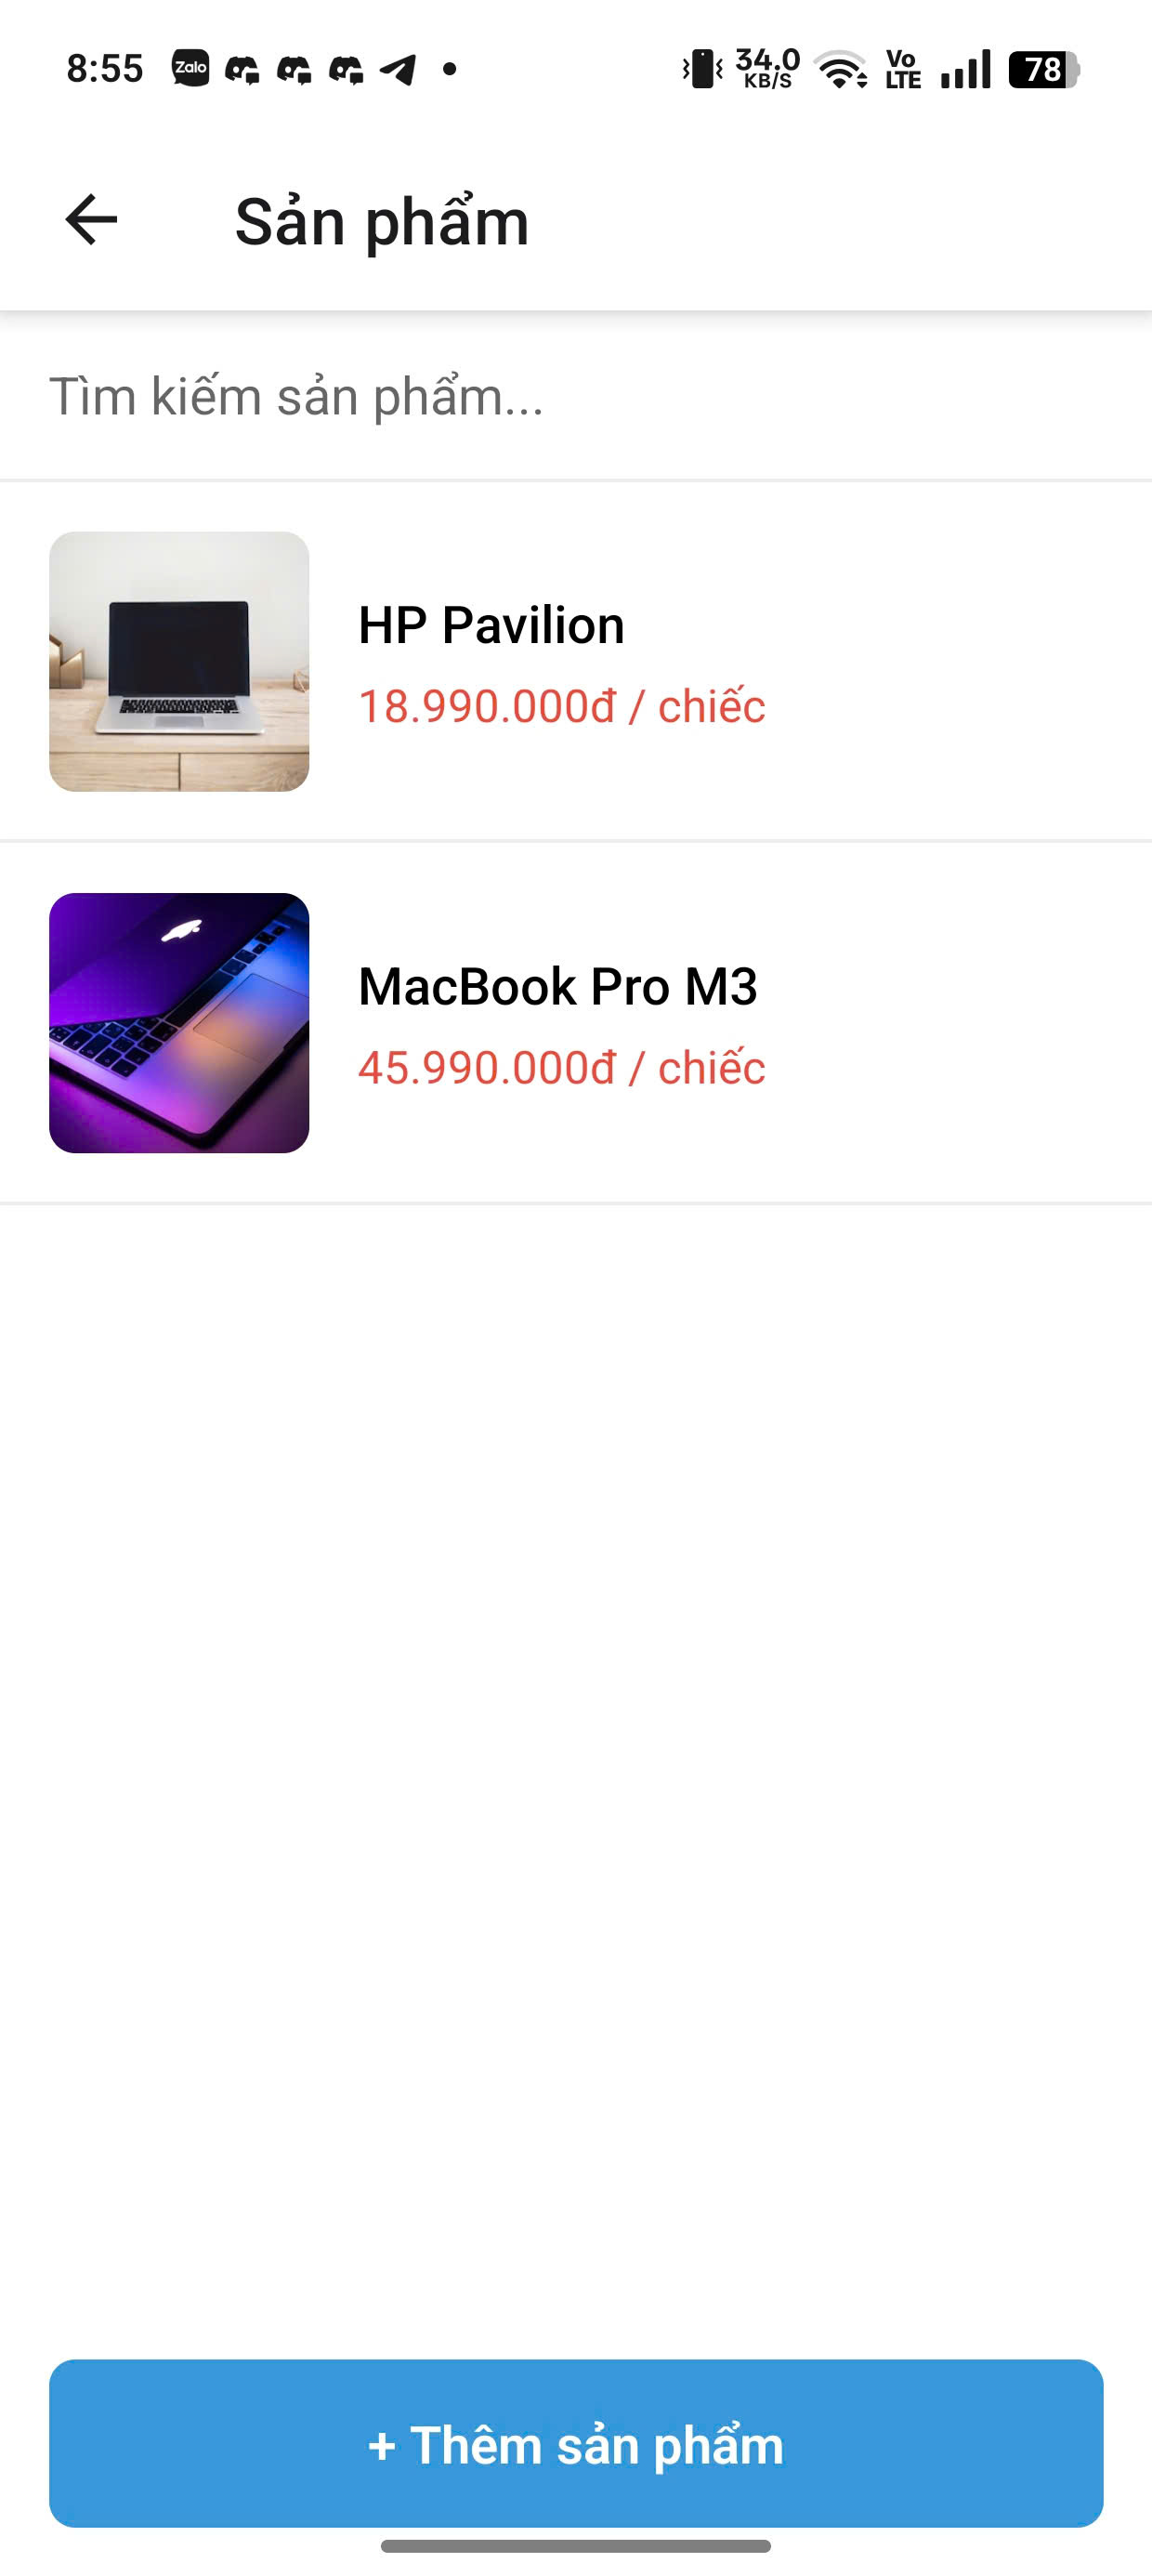 8:55 Zalo 34.0 KB/S Vo LTE 78
Sản phẩm
Tìm kiếm sản phẩm...
HP Pavilion
18.990.000đ / chiếc
MacBook Pro M3
45.990.000đ / chiếc
+ Thêm sản phẩm